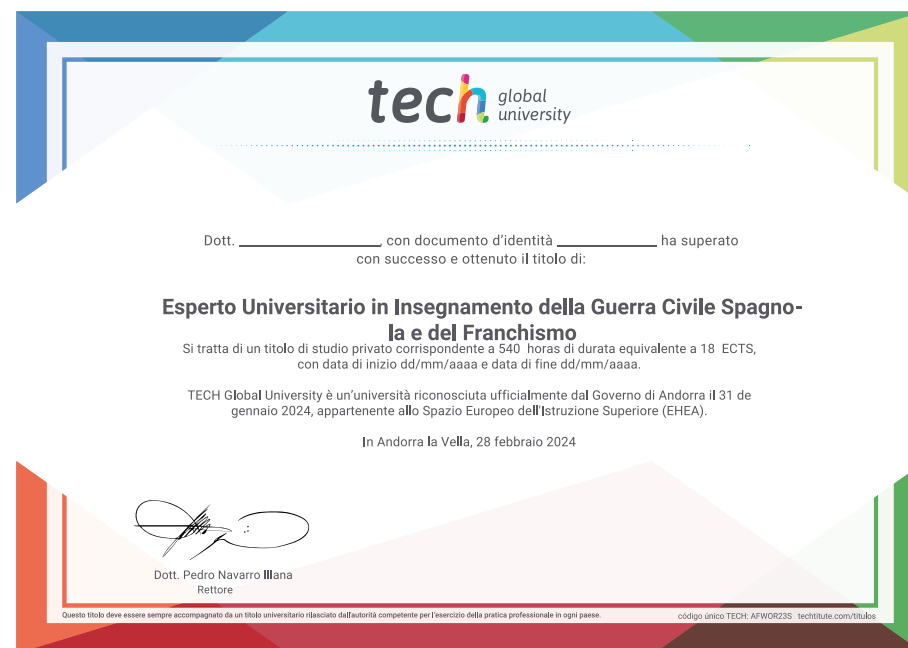 tech global university
Dott. ____________________, con documento d'identità ______________ ha superato
con successo e ottenuto il titolo di:
Esperto Universitario in Insegnamento della Guerra Civile Spagno-
la e del Franchismo
Si tratta di un titolo di studio privato corrispondente a 540 horas di durata equivalente a 18 ECTS,
con data di inizio dd/mm/aaaa e data di fine dd/mm/aaaa.
TECH Global University è un'università riconosciuta ufficialmente dal Governo di Andorra il 31 de
gennaio 2024, appartenente allo Spazio Europeo dell'Istruzione Superiore (EHEA).
In Andorra la Vella, 28 febbraio 2024
Dott. Pedro Navarro Illana
Rettore
Questo titolo deve essere sempre accompagnato da un titolo universitario rilasciato dall'autorità competente per l'esercizio della pratica professionale in ogni paese.
código único TECH: AFWOR23S techtitute.com/titulos